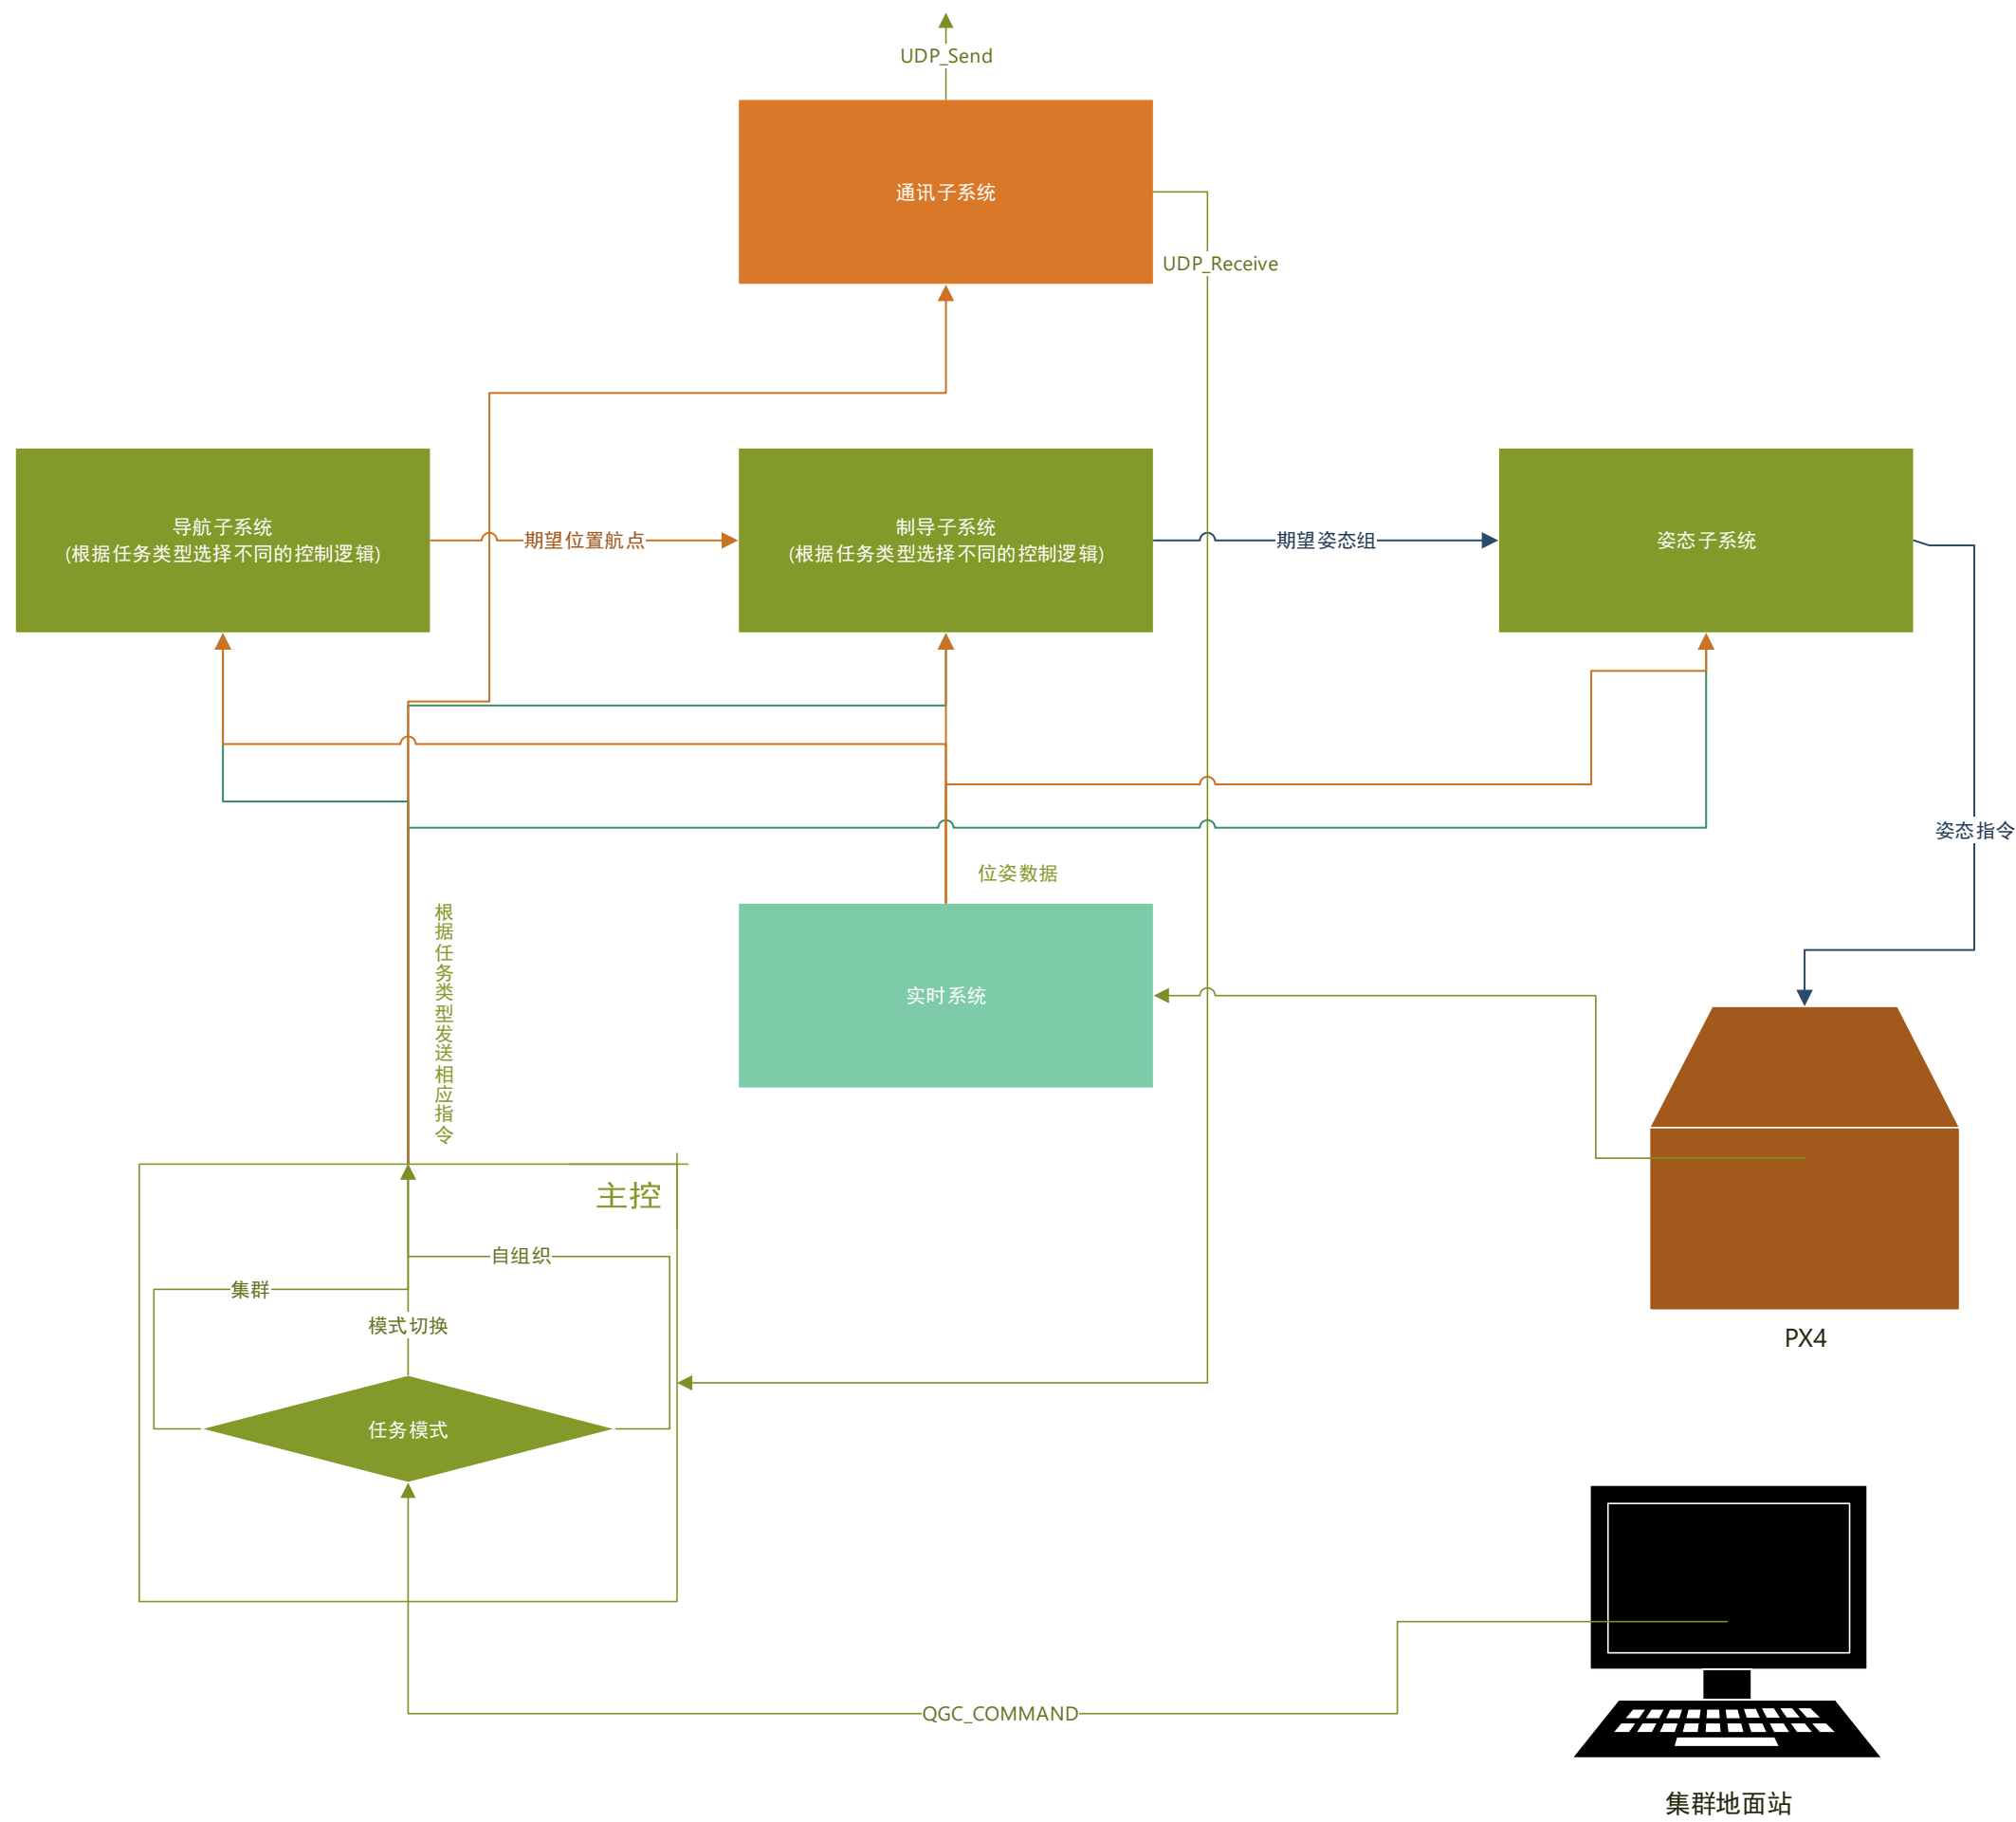 UDP_Send
通讯子系统
UDP_Receive
导航子系统
(根据任务类型选择不同的控制逻辑)
期望位置航点
制导子系统
(根据任务类型选择不同的控制逻辑)
期望姿态组
姿态子系统
姿态指令
位姿数据
根据任务类型发送相应指令
实时系统
主控
自组织
集群
模式切换
PX4
任务模式
QGC_COMMAND
集群地面站